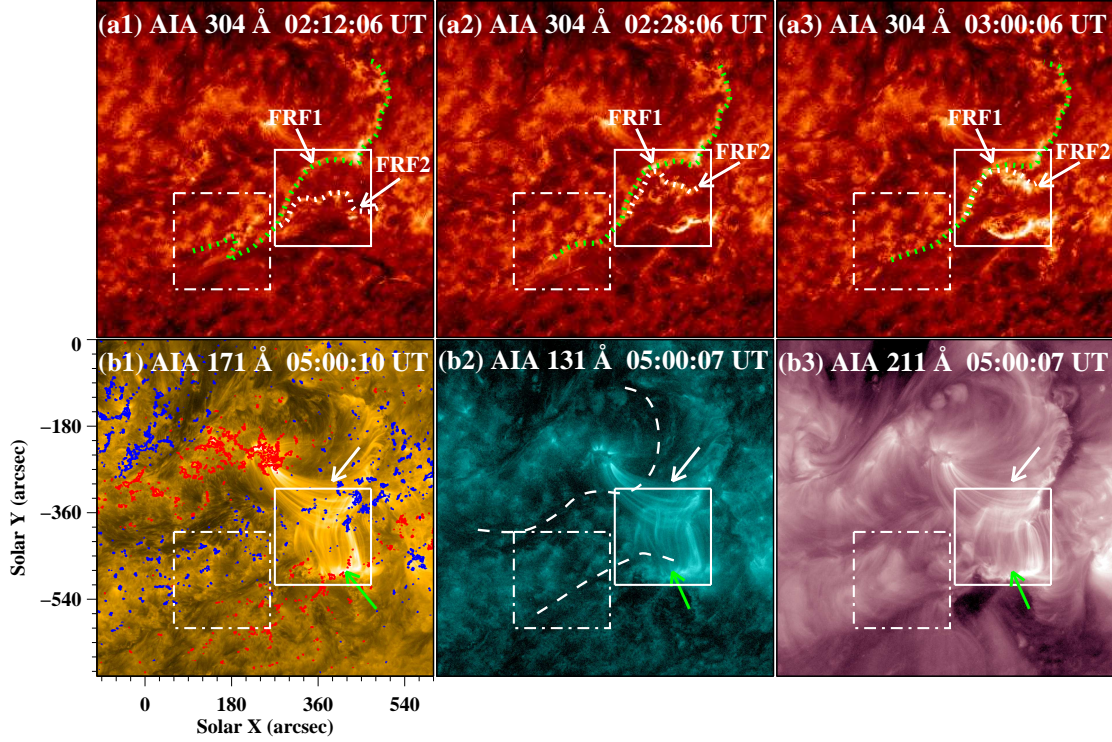 (a1) AIA 304 Å 02:12:06 UT
(a2) AIA 304 Å 02:28:06 UT
(a3) AIA 304 Å 03:00:06 UT
FRF1
FRF2
FRF1
FRF2
FRF1
FRF2
(b1) AIA 171 Å 05:00:10 UT
(b2) AIA 131 Å 05:00:07 UT
(b3) AIA 211 Å 05:00:07 UT
0
−180
−360
−540
Solar Y (arcsec)
0 180 360 540
Solar X (arcsec)